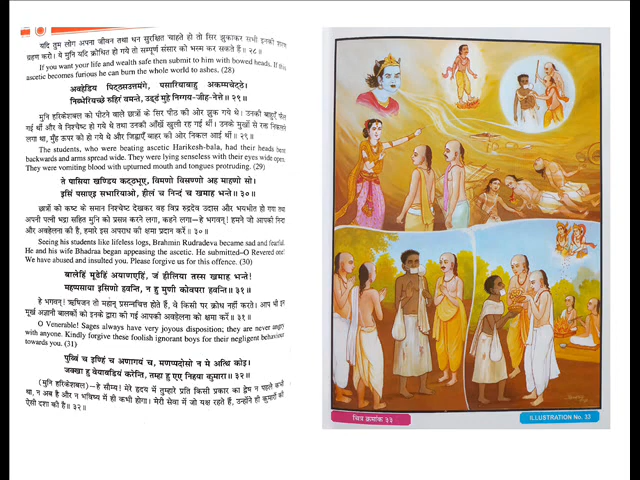 यदि तुम लोग अपना जीवन तथा धन सुरक्षित चाहते हो तो सिर झुकाकर सभी इनकी शरण
ग्रहण करो। ये मुनि यदि क्रोधित हो गये तो सम्पूर्ण संसार को भस्म कर सकते हैं॥ २८॥
If you want your life and wealth safe then submit to him with bowed heads. If this
ascetic becomes furious he can burn the whole world to ashes. (28)
अवहेडिय पिट्ठसउत्तमंगे, पसारियाबाहु अकम्मचेट्ठे।
निब्भेरियच्छे रुहिरं वमन्ते, उड्ढं मुहे निग्गय-जीह-नेत्ते॥ २९॥
मुनि हरिकेशबल को पीटने वाले छात्रों के सिर पीठ की ओर झुक गये थे। उनकी बाहुएँ फैल
गई थीं और वे निश्चेष्ट हो गये थे तथा उनकी आँखें खुली रह गई थीं। उनके मुखों से रक्त निकलने
लगा था, मुँह ऊपर को हो गये थे और जिह्वाएँ बाहर की ओर निकल आई थीं॥ २९॥
The students, who were beating ascetic Harikesh-bala, had their heads bent
backwards and arms spread wide. They were lying senseless with their eyes wide open.
They were vomiting blood with upturned mouth and tongues protruding. (29)
ते पासिया खण्डिय कट्ठभूए, विमणो विसण्णो अह माहणो सो।
इसिं पसाएइ सभारियाओ, हीलं च निन्दं च खमाह भन्ते॥ ३०॥
छात्रों को काष्ट के समान निश्चेष्ट देखकर वह विप्र रुद्रदेव उदास और भयभीत हो गया तथा
अपनी पत्नी भद्रा सहित मुनि को प्रसन्न करने लगा, कहने लगा–हे भगवन्! हमने जो आपकी निंदा
और अवहेलना की है, हमारे इस अपराध की क्षमा प्रदान करें॥ ३०॥
Seeing his students like lifeless logs, Brahmin Rudradeva became sad and fearful.
He and his wife Bhadraa began appeasing the ascetic. He submitted–O Revered one!
We have abused and insulted you. Please forgive us for this offence. (30)
बालेहिं मूढेहिं अयाणएहिं, जं हीलिया तस्स खमाह भन्ते!
महप्पसाया इसिणो हवन्ति, न हु मुणी कोवपरा हवन्ति॥ ३१॥
हे भगवन्! ऋषिजन तो महान् प्रसन्नचित्त होते हैं, वे किसी पर क्रोध नहीं करते। आप भी इन
मूर्ख अज्ञानी बालकों को इनके द्वारा की गई आपकी अवहेलना को क्षमा करें॥ ३१॥
O Venerable! Sages always have very joyous disposition; they are never angry
with anyone. Kindly forgive these foolish ignorant boys for their negligent behaviour
towards you. (31)
पुव्विं च इण्हिं च अणागयं च, मणप्पदोसो न मे अत्थि कोइ।
जक्खा हु वेयावडियं करेन्ति, तम्हा हु एए निहया कुमारा॥ ३२॥
(मुनि हरिकेशबल)–हे सौम्य! मेरे हृदय में तुम्हारे प्रति किसी प्रकार का द्वेष न पहले कभी
था, न अब है और न भविष्य में ही कभी होगा। मेरी सेवा में जो यक्ष रहते हैं, उन्होंने ही कुमारों की
ऐसी दशा की है॥ ३२॥
चित्र क्रमांक ३३
ILLUSTRATION No. 33